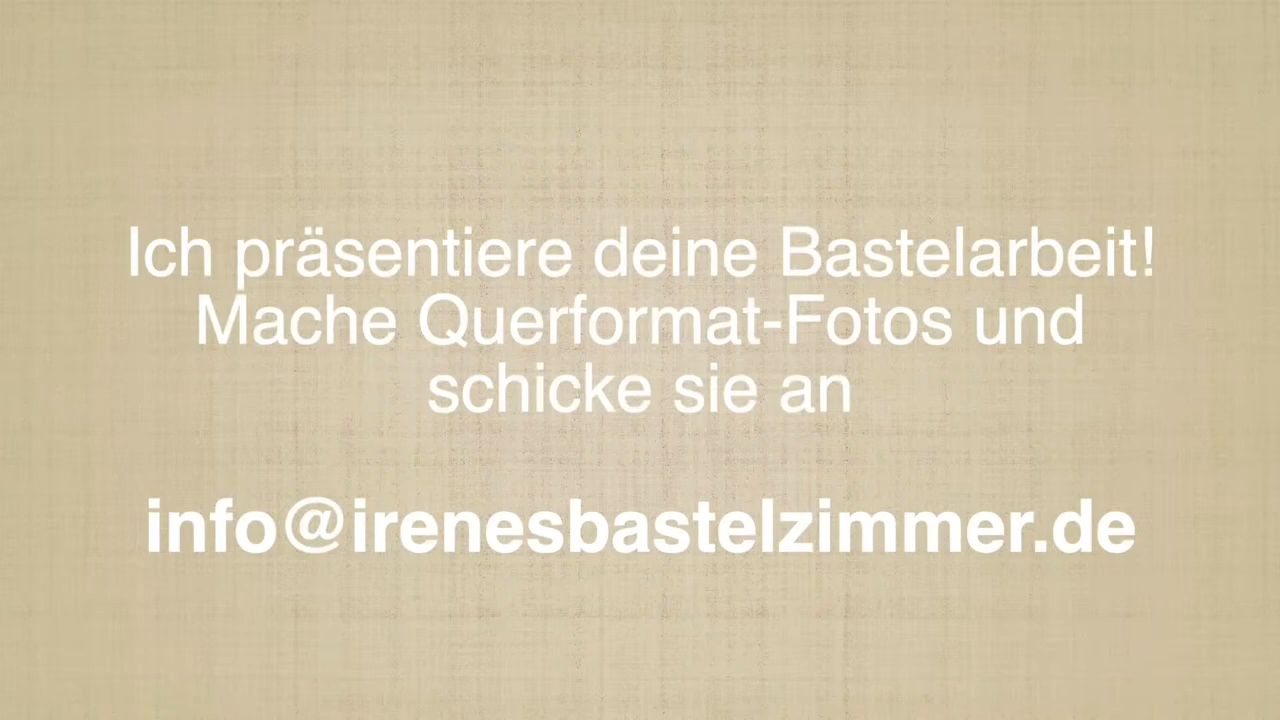 Ich präsentiere deine Bastelarbeit!
Mache Querformat-Fotos und
schicke sie an
info@irenesbastelzimmer.de